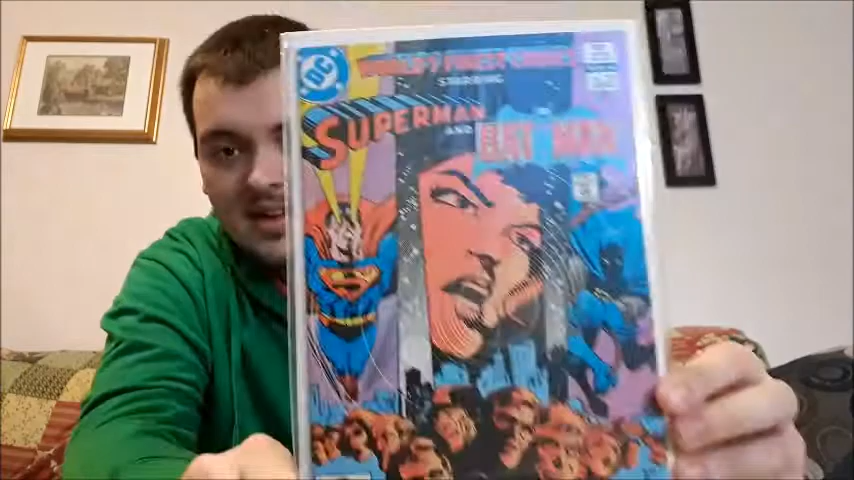 DC
WORLD'S FINEST COMICS
STARRING
SUPERMAN
AND
BATMAN